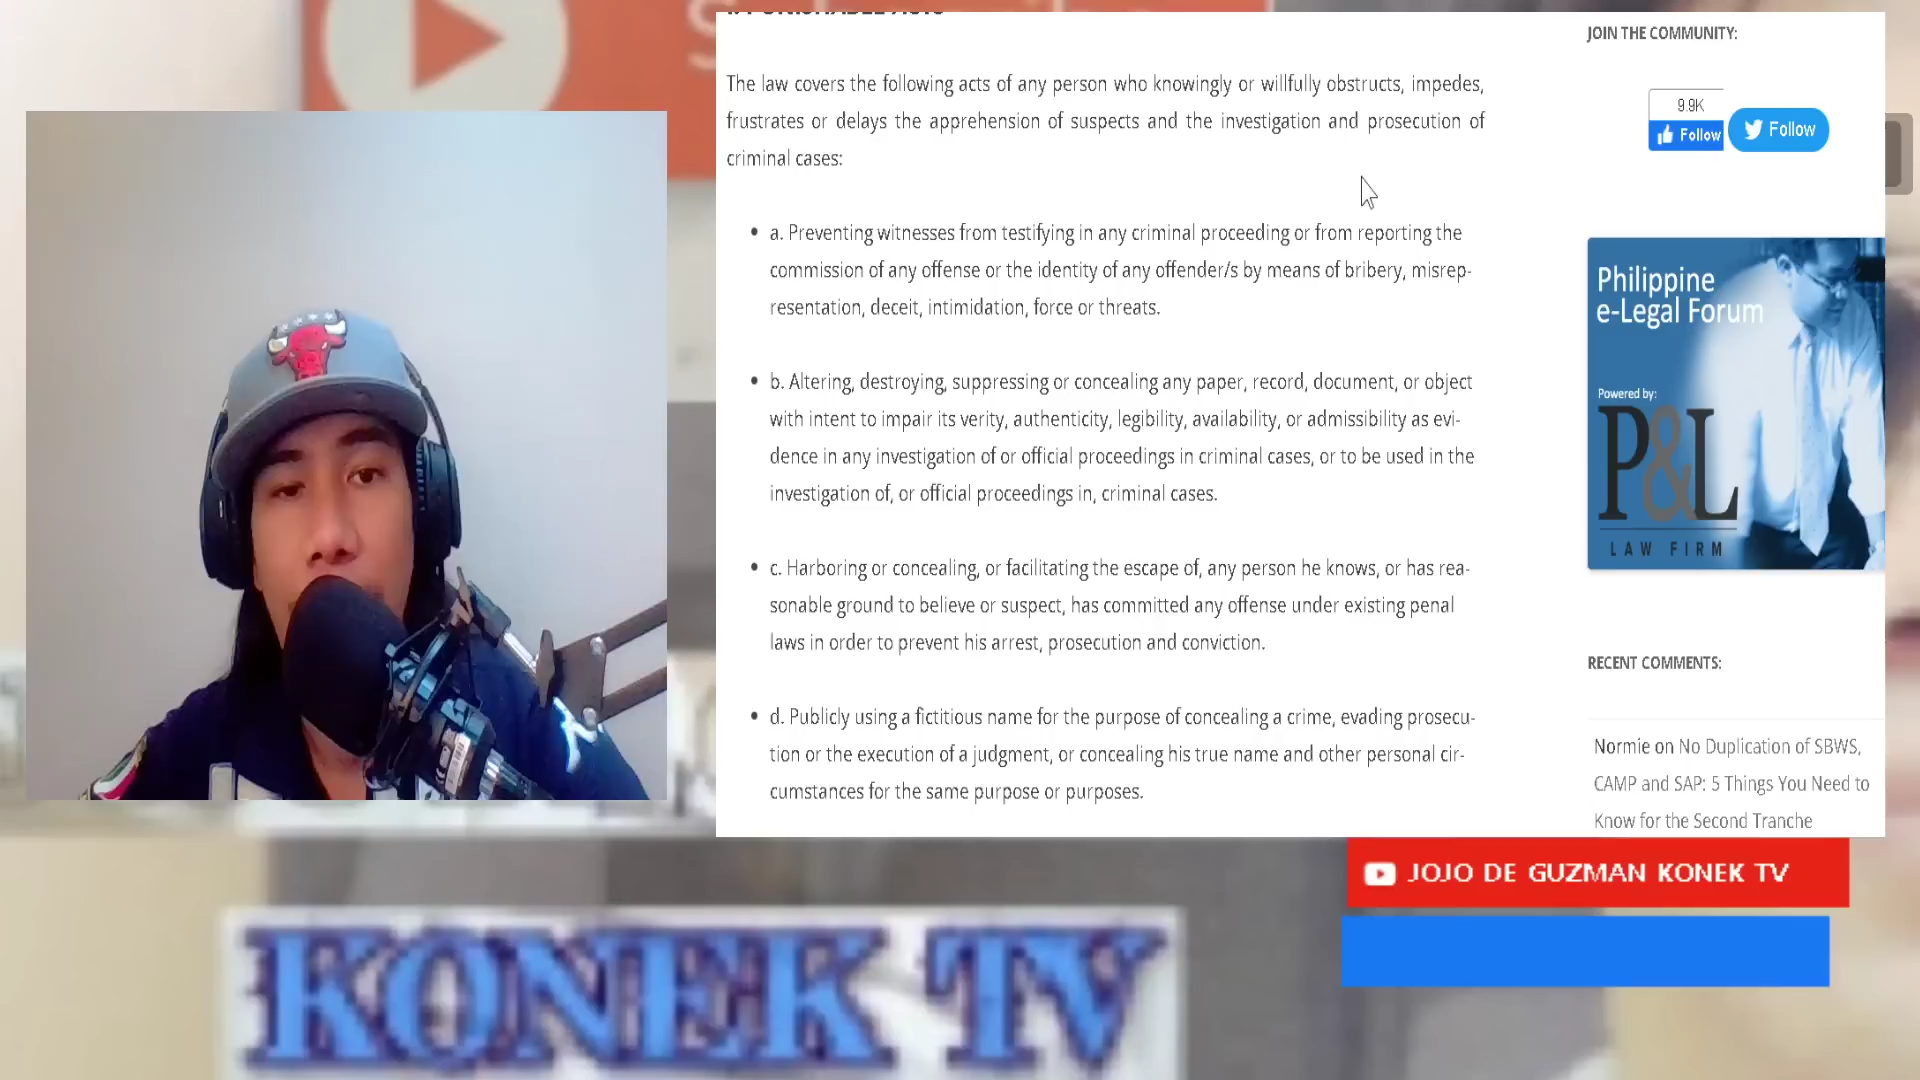 The law covers the following acts of any person who knowingly or willfully obstructs, impedes,
frustrates or delays the apprehension of suspects and the investigation and prosecution of
criminal cases:
• a. Preventing witnesses from testifying in any criminal proceeding or from reporting the
commission of any offense or the identity of any offender/s by means of bribery, misrep-
resentation, deceit, intimidation, force or threats.
• b. Altering, destroying, suppressing or concealing any paper, record, document, or object
with intent to impair its verity, authenticity, legibility, availability, or admissibility as evi-
dence in any investigation of or official proceedings in criminal cases, or to be used in the
investigation of, or official proceedings in, criminal cases.
• c. Harboring or concealing, or facilitating the escape of, any person he knows, or has rea-
sonable ground to believe or suspect, has committed any offense under existing penal
laws in order to prevent his arrest, prosecution and conviction.
• d. Publicly using a fictitious name for the purpose of concealing a crime, evading prosecu-
tion or the execution of a judgment, or concealing his true name and other personal cir-
cumstances for the same purpose or purposes.
JOIN THE COMMUNITY:
9.9K
Follow
Follow
Philippine
e-Legal Forum
Powered by:
P&L
LAW FIRM
RECENT COMMENTS:
Normie on No Duplication of SBWS,
CAMP and SAP: 5 Things You Need to
Know for the Second Tranche
JOJO DE GUZMAN KONEK TV
KONEK TV